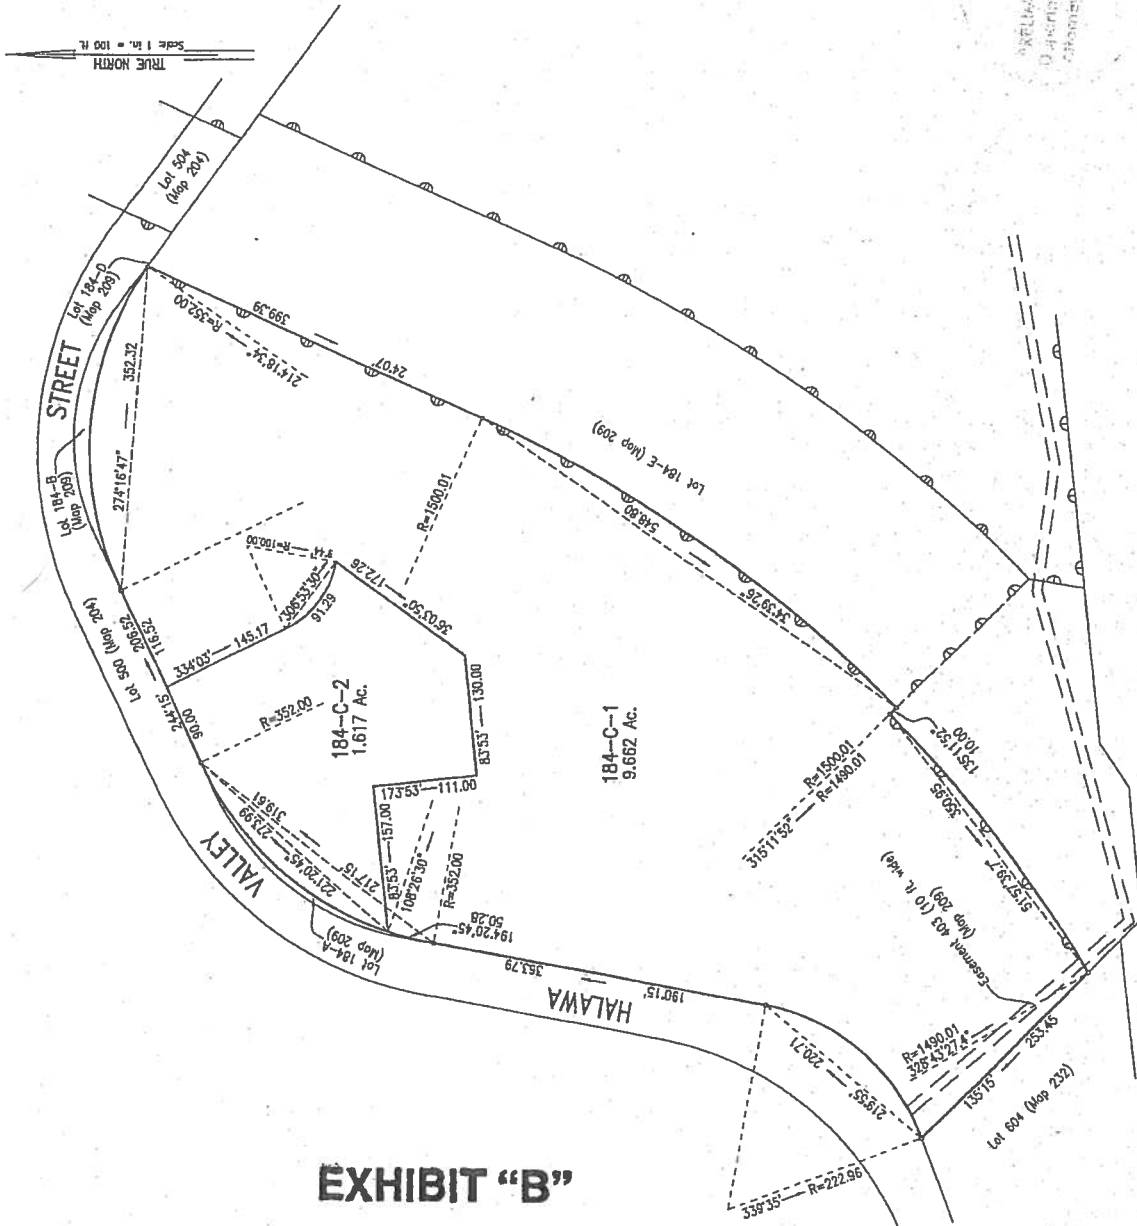 TRUE NORTH
Scale: 1 in. = 100 ft.
Lot 504
(Map 204)
Lot 184-D
(Map 209)
STREET
Lot 184-B
(Map 209)
352.32
274°16'47"
R=352.00
214°18'34"
399.39
24°07'
Lot 184-E (Map 209)
548.80
34°39'26"
R=1500.01
Lot 500 (Map 204)
206.52
116.52
244°15'
90.00
334°03' 145.17
R=100.00
306°53'30"
91.29
36°03'50" 172.26
R=352.00
184-C-2
1.617 Ac.
83°53' 130.00
173°53' 111.00
83°53' 157.00
108°26'30"
R=352.00
319.61
273.99
221°20'45"
217°15'
VALLEY
Lot 184-A
(Map 209)
194°20'45"
50.28
184-C-1
9.662 Ac.
R=1500.01
315°11'52" R=1490.01
135°11'52"
10.00
350.95
51°57'39.7"
Easement 403 (10 ft. wide)
(Map 209)
363.79
190°15'
HALAWA
220.71
219°55'
R=1490.01
328°43'27.4"
135°15' 253.45
Lot 604 (Map 232)
339°35' R=222.96
EXHIBIT "B"